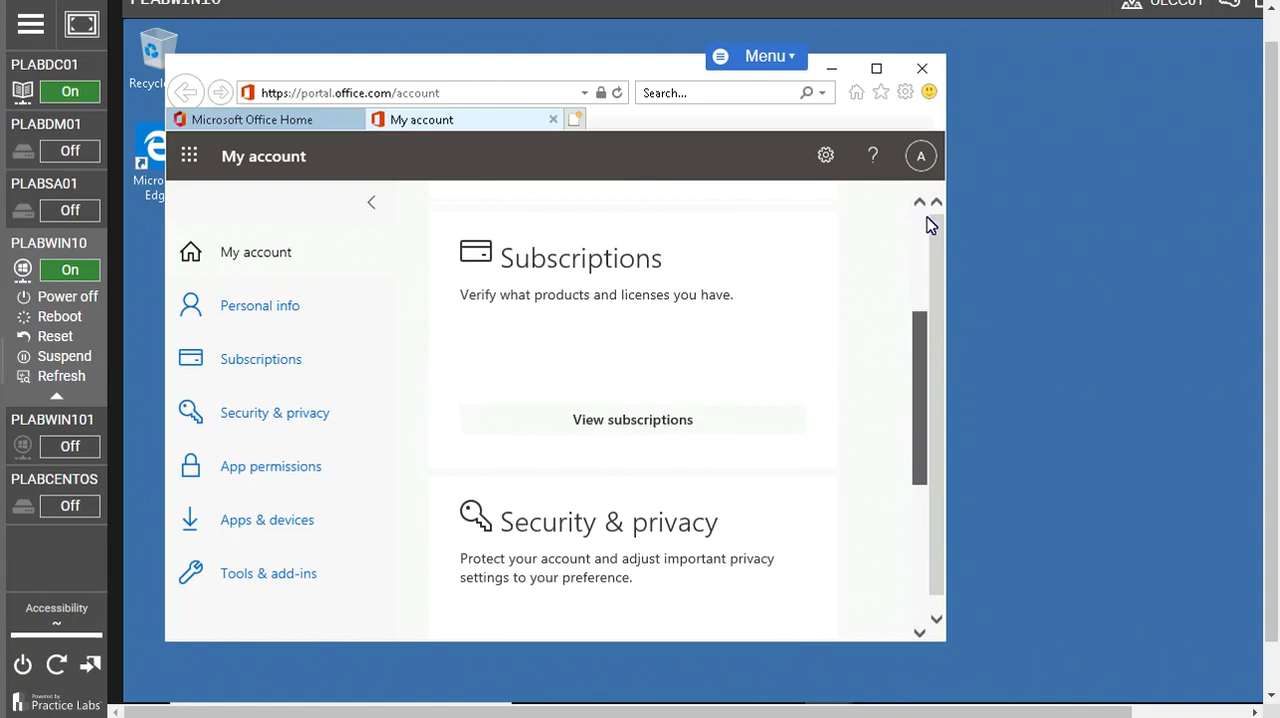 PLABDC01
On
PLABDM01
Off
PLABSA01
Off
PLABWIN10
On
Power off
Reboot
Reset
Suspend
Refresh
PLABWIN101
Off
PLABCENTOS
Off
Accessibility
~
Powered by
Practice Labs
PLABWIN10
Menu
https://portal.office.com/account
Search...
Microsoft Office Home
My account
My account
?
A
My account
Personal info
Subscriptions
Security & privacy
App permissions
Apps & devices
Tools & add-ins
Subscriptions
Verify what products and licenses you have.
View subscriptions
Security & privacy
Protect your account and adjust important privacy
settings to your preference.